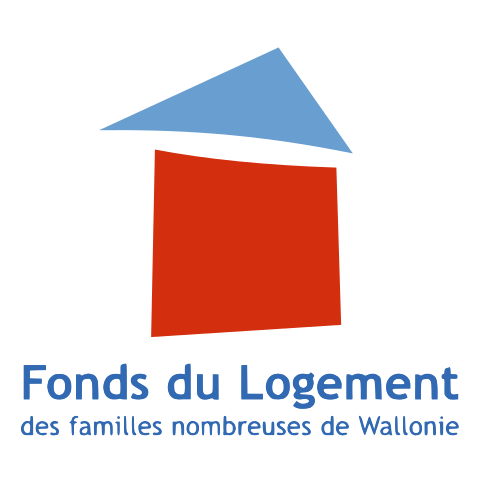 Fonds du Logement
des familles nombreuses de Wallonie